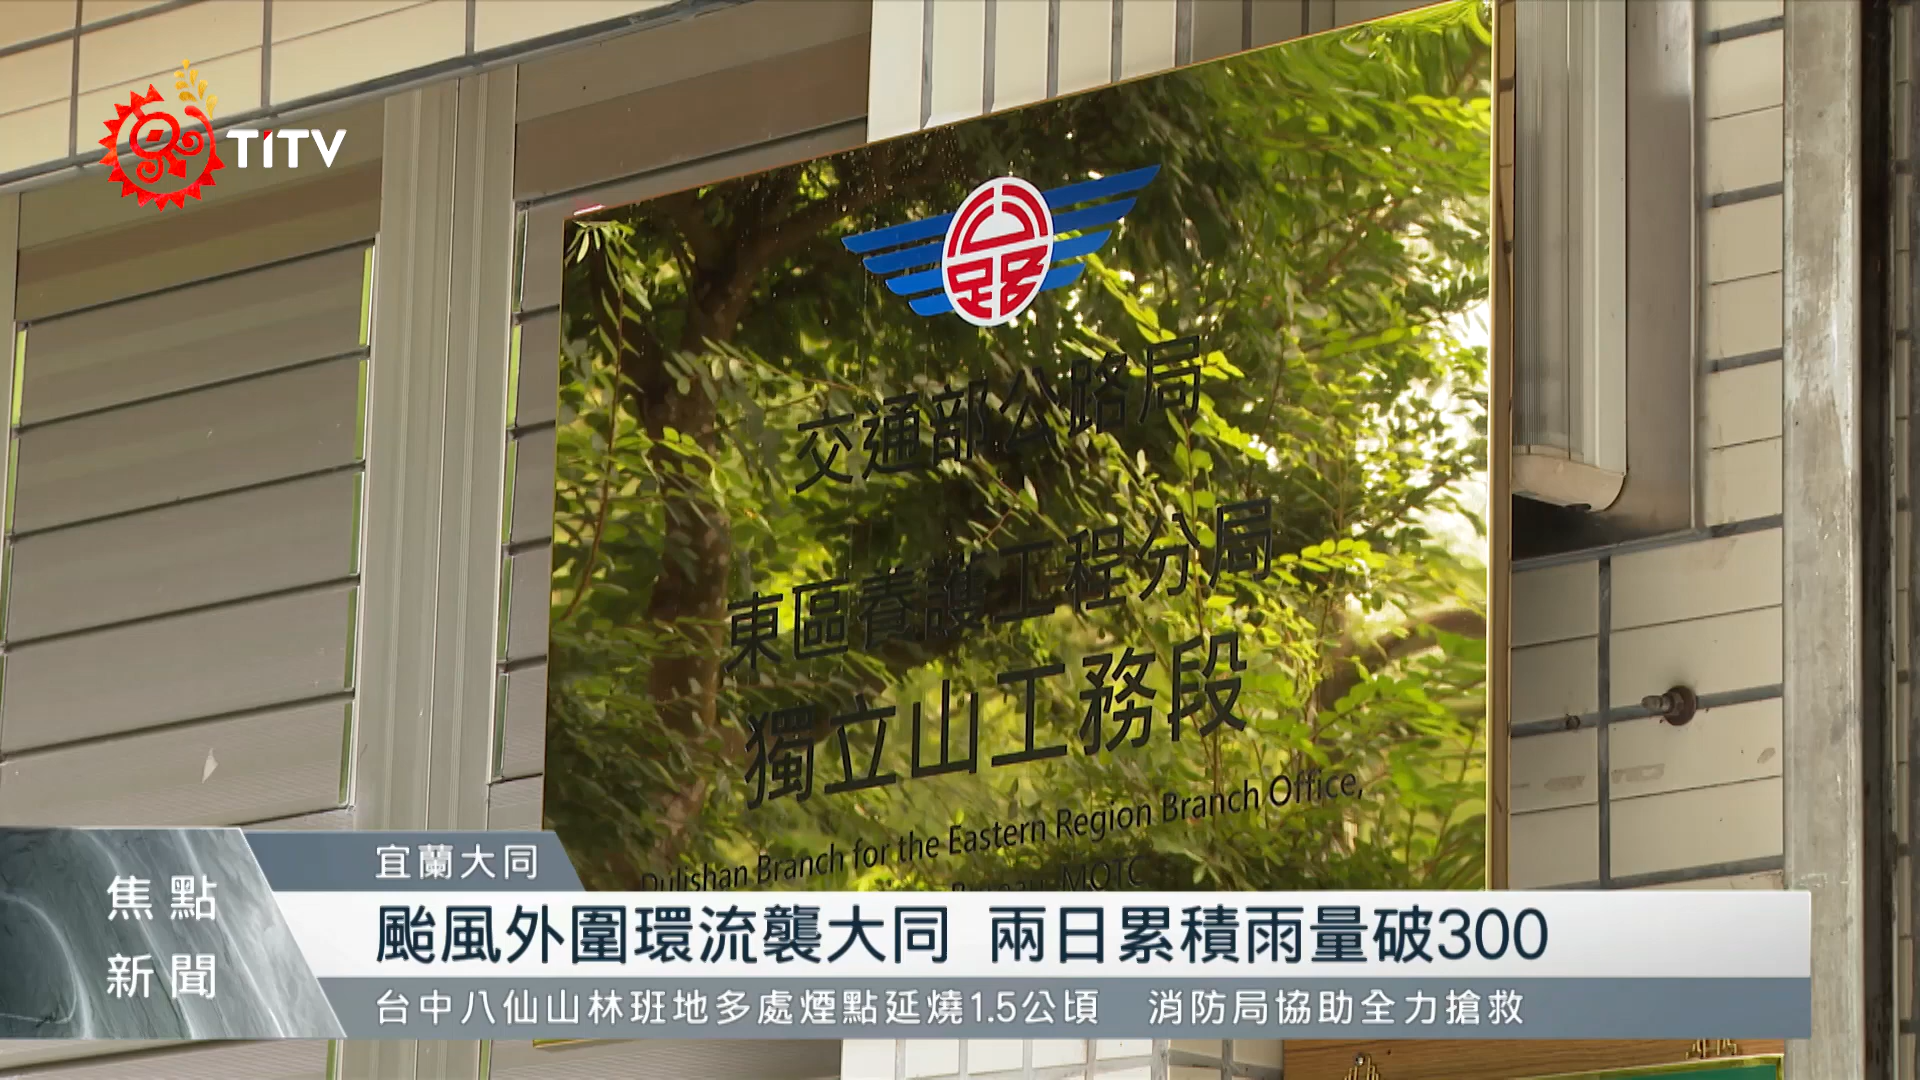 TiTV
交通部公路局
東區養護工程分局
獨立山工務段
Dulishan Branch for the Eastern Region Branch Office,
MOTC
宜蘭大同
焦點
新聞
颱風外圍環流襲大同 兩日累積雨量破300
台中八仙山林班地多處煙點延燒1.5公頃 消防局協助全力搶救